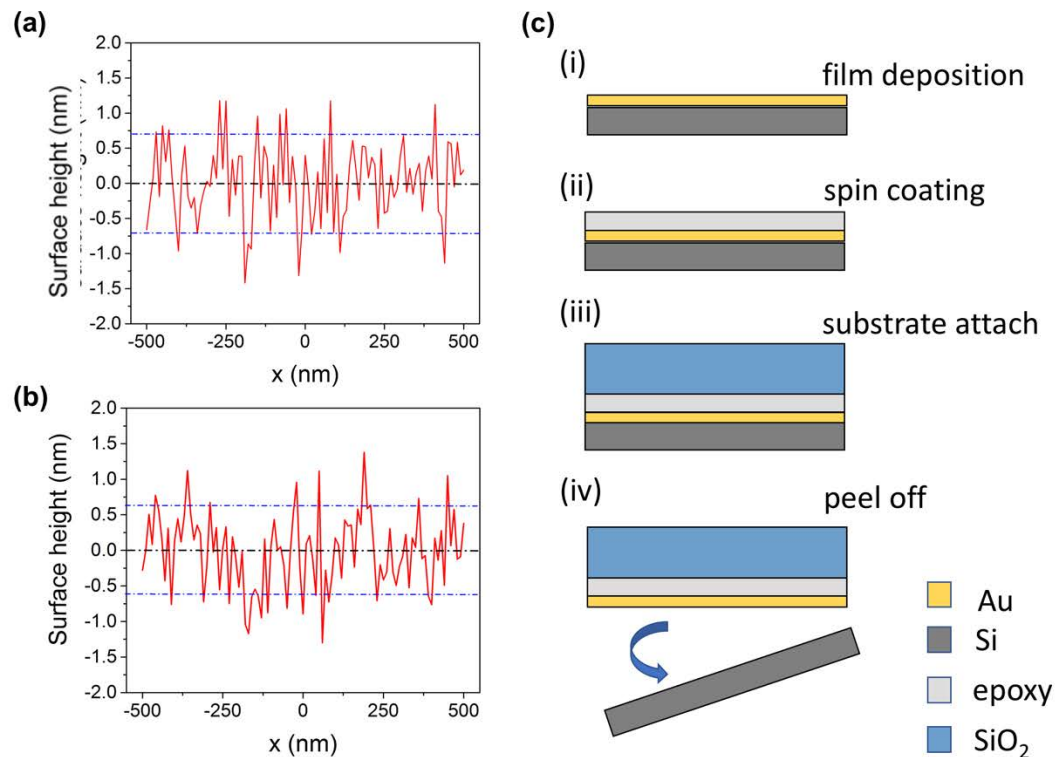 (a)
2.0
1.5
1.0
0.5
0.0
-0.5
-1.0
-1.5
-2.0
Surface height (nm)
-500 -250 0 250 500
x (nm)
(b)
2.0
1.5
1.0
0.5
0.0
-0.5
-1.0
-1.5
-2.0
Surface height (nm)
-500 -250 0 250 500
x (nm)
(c)
(i)
film deposition
(ii)
spin coating
(iii)
substrate attach
(iv)
peel off
Au
Si
epoxy
SiO₂